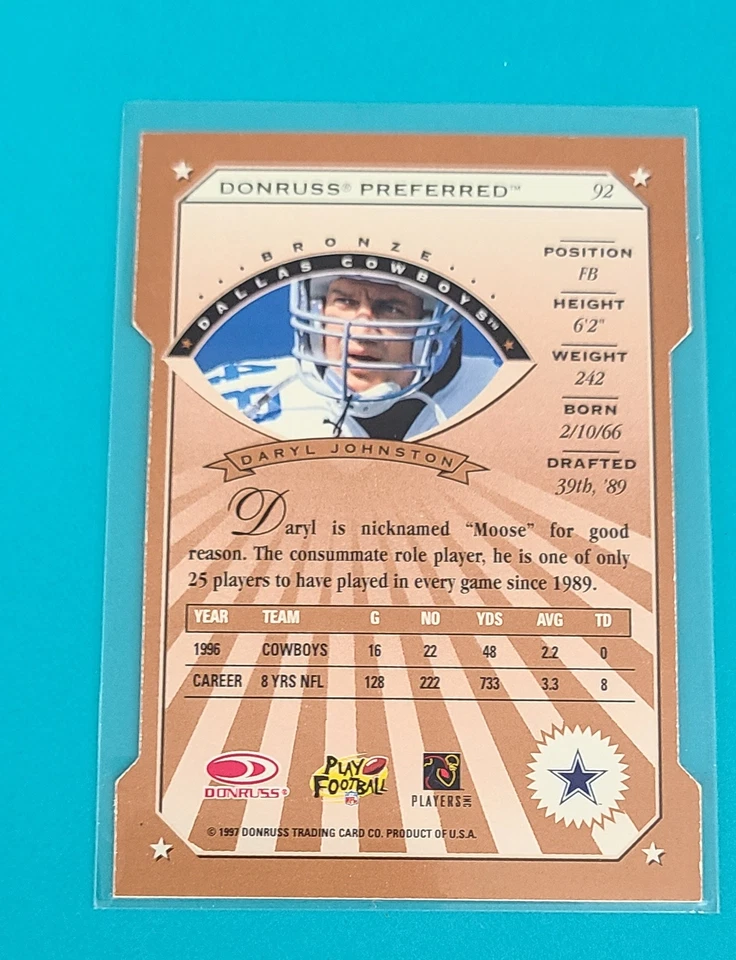 DONRUSS® PREFERRED™ 92
BRONZE
DALLAS COWBOYS™
DARYL JOHNSTON
POSITION
FB
HEIGHT
6'2"
WEIGHT
242
BORN
2/10/66
DRAFTED
39th, '89
Daryl is nicknamed "Moose" for good
reason. The consummate role player, he is one of only
25 players to have played in every game since 1989.
YEAR TEAM G NO YDS AVG TD
1996 COWBOYS 16 22 48 2.2 0
CAREER 8 YRS NFL 128 222 733 3.3 8
DONRUSS®
PLAY
FOOTBALL
NFL
PLAYERS INC
© 1997 DONRUSS TRADING CARD CO. PRODUCT OF U.S.A.